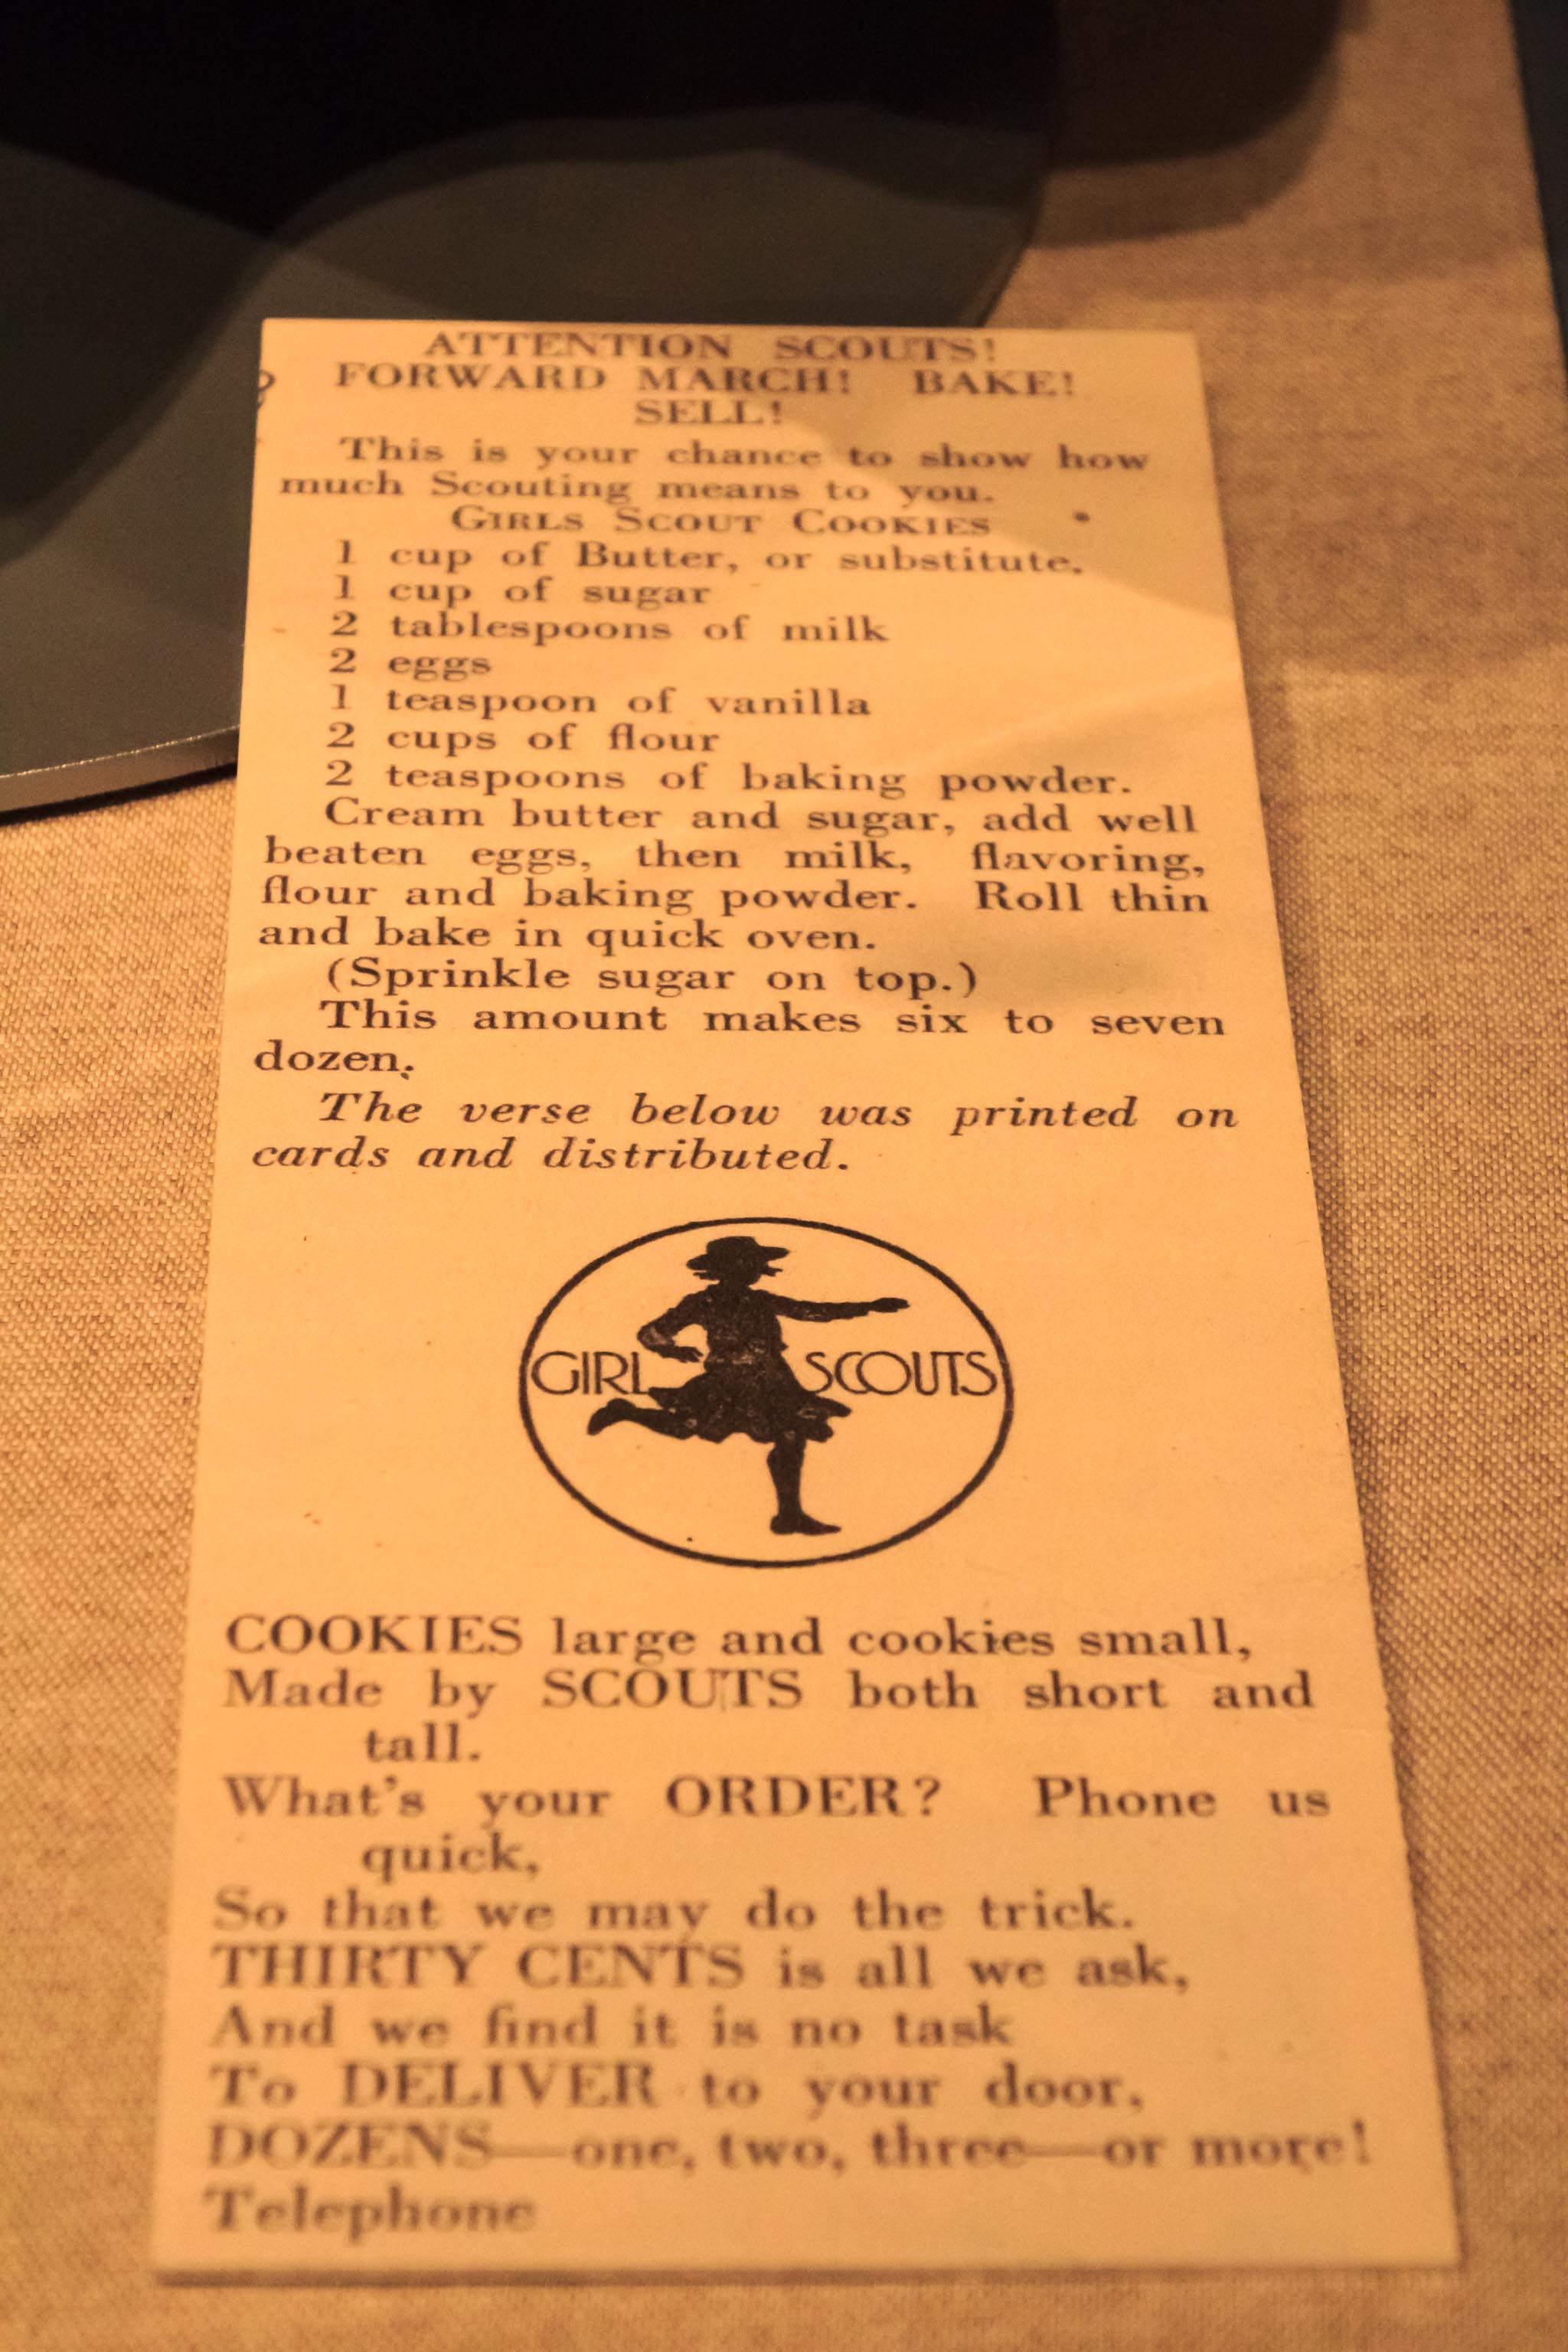 ATTENTION SCOUTS!
FORWARD MARCH! BAKE!
SELL!
This is your chance to show how
much Scouting means to you.
GIRLS SCOUT COOKIES
1 cup of Butter, or substitute.
1 cup of sugar
2 tablespoons of milk
2 eggs
1 teaspoon of vanilla
2 cups of flour
2 teaspoons of baking powder.
Cream butter and sugar, add well
beaten eggs, then milk, flavoring,
flour and baking powder. Roll thin
and bake in quick oven.
(Sprinkle sugar on top.)
This amount makes six to seven
dozen.
The verse below was printed on
cards and distributed.
GIRL SCOUTS
COOKIES large and cookies small,
Made by SCOUTS both short and
tall.
What's your ORDER? Phone us
quick,
So that we may do the trick.
THIRTY CENTS is all we ask,
And we find it is no task
To DELIVER to your door,
DOZENS—one, two, three—or more!
Telephone